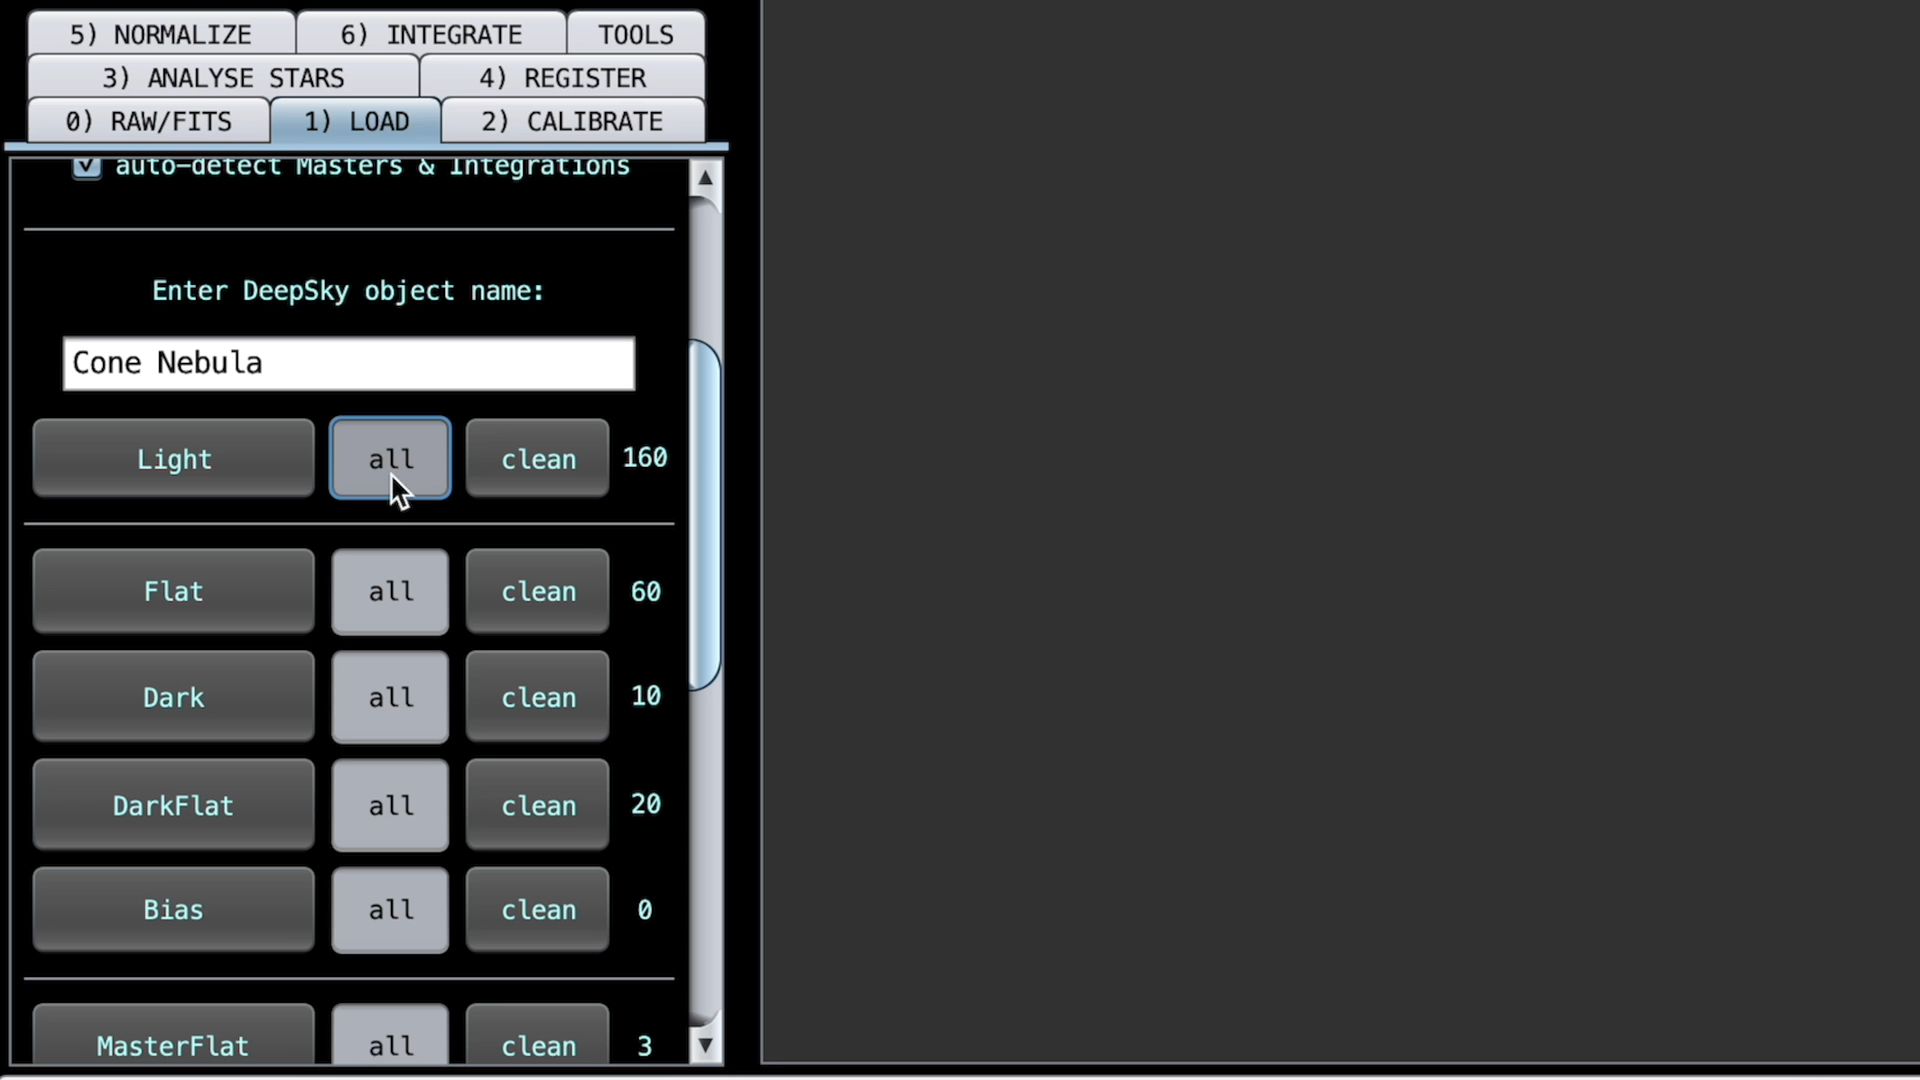 5) NORMALIZE 6) INTEGRATE TOOLS
3) ANALYSE STARS 4) REGISTER
0) RAW/FITS 1) LOAD 2) CALIBRATE
auto-detect Masters & Integrations
Enter DeepSky object name:
Cone Nebula
Light all clean 160
Flat all clean 60
Dark all clean 10
DarkFlat all clean 20
Bias all clean 0
MasterFlat all clean 3